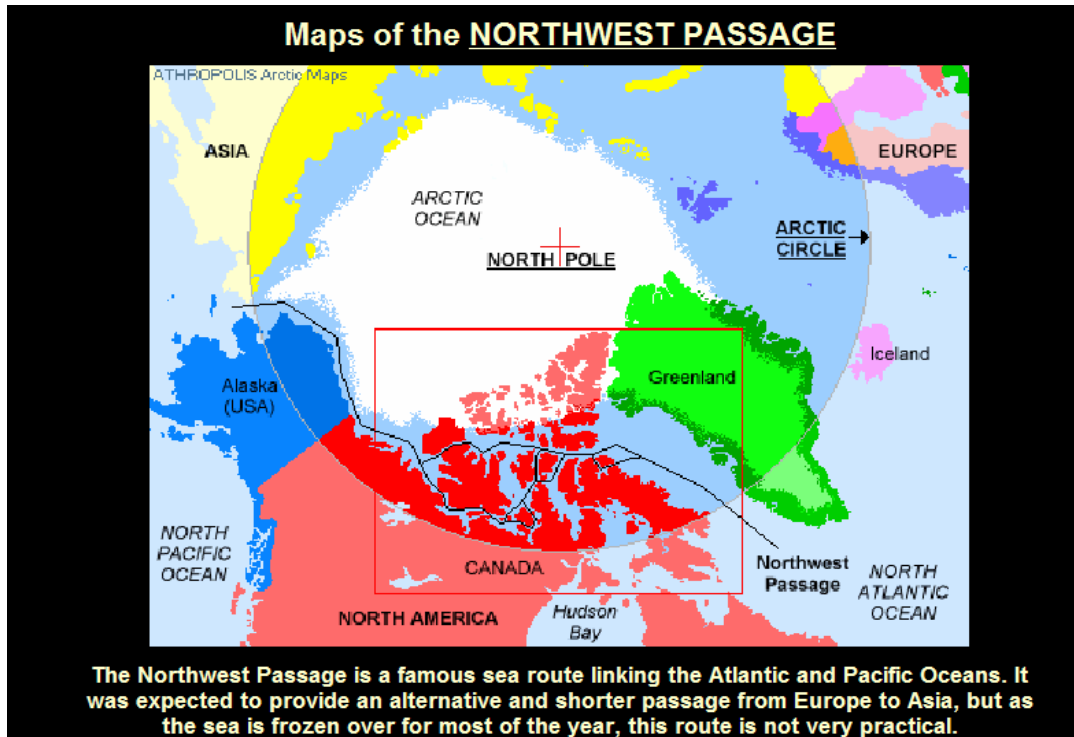 Maps of the NORTHWEST PASSAGE
ATHROPOLIS Arctic Maps
ASIA
EUROPE
ARCTIC
OCEAN
ARCTIC
CIRCLE
NORTH POLE
Iceland
Greenland
Alaska
(USA)
NORTH
PACIFIC
OCEAN
CANADA
Northwest
Passage
NORTH
ATLANTIC
OCEAN
Hudson
Bay
NORTH AMERICA
The Northwest Passage is a famous sea route linking the Atlantic and Pacific Oceans. It
was expected to provide an alternative and shorter passage from Europe to Asia, but as
the sea is frozen over for most of the year, this route is not very practical.